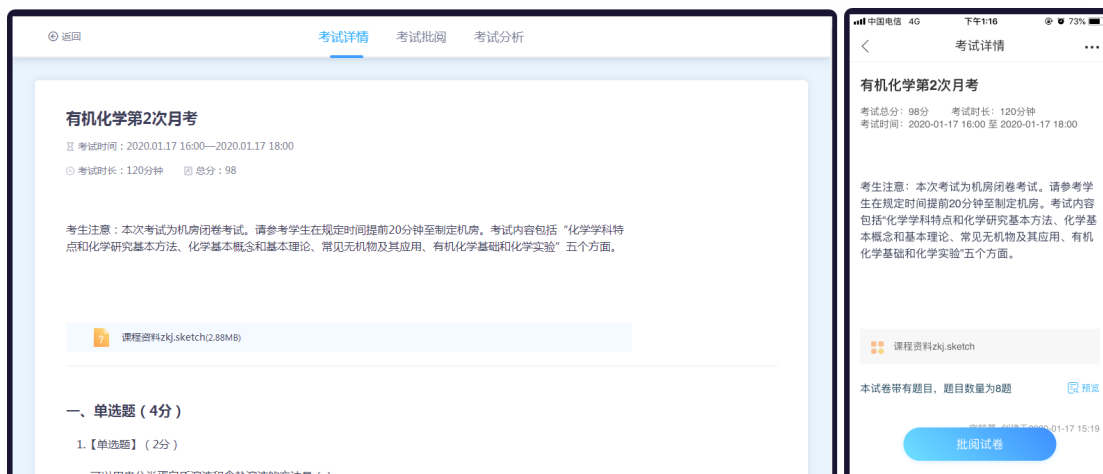 返回
考试详情 考试批阅 考试分析
有机化学第2次月考
考试时间：2020.01.17 16:00—2020.01.17 18:00
考试时长：120分钟 总分：98
考生注意：本次考试为机房闭卷考试。请参考学生在规定时间提前20分钟至制定机房。考试内容包括“化学学科特
点和化学研究基本方法、化学基本概念和基本理论、常见无机物及其应用、有机化学基础和化学实验”五个方面。
课程资料zkj.sketch(2.88MB)
一、单选题（4分）
1.【单选题】（2分）
中国电信 4G 下午1:16 73%
考试详情
有机化学第2次月考
考试总分：98分 考试时长：120分钟
考试时间：2020-01-17 16:00 至 2020-01-17 18:00
考生注意：本次考试为机房闭卷考试。请参考学
生在规定时间提前20分钟至制定机房。考试内容
包括“化学学科特点和化学研究基本方法、化学基
本概念和基本理论、常见无机物及其应用、有机
化学基础和化学实验”五个方面。
课程资料zkj.sketch
本试卷带有题目，题目数量为8题 预览
01-17 15:19
批阅试卷